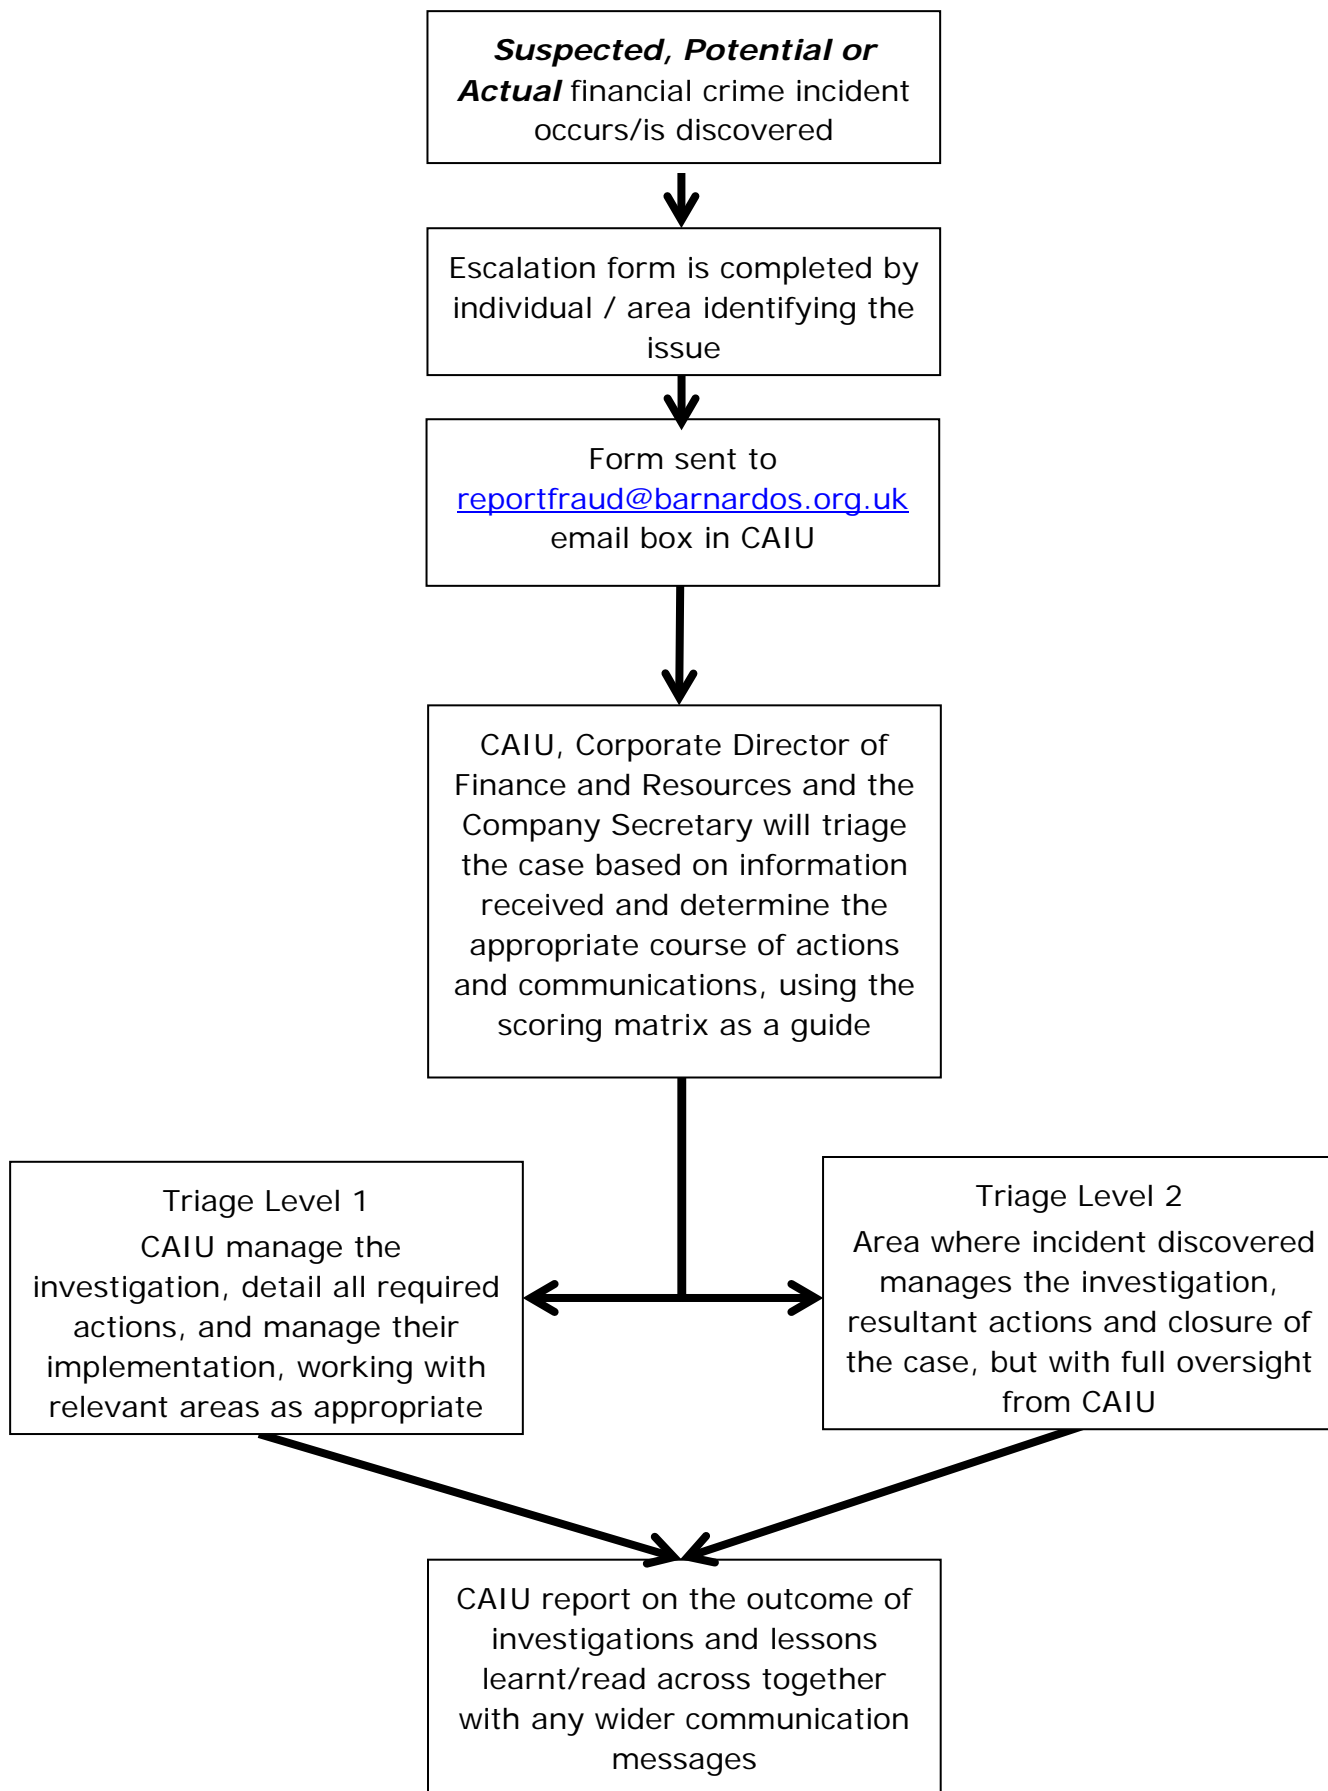 Suspected, Potential or
Actual financial crime incident
occurs/is discovered
Escalation form is completed by
individual / area identifying the
issue
Form sent to
reportfraud@barnardos.org.uk
email box in CAIU
CAIU, Corporate Director of
Finance and Resources and the
Company Secretary will triage
the case based on information
received and determine the
appropriate course of actions
and communications, using the
scoring matrix as a guide
Triage Level 1
CAIU manage the
investigation, detail all required
actions, and manage their
implementation, working with
relevant areas as appropriate
Triage Level 2
Area where incident discovered
manages the investigation,
resultant actions and closure of
the case, but with full oversight
from CAIU
CAIU report on the outcome of
investigations and lessons
learnt/read across together
with any wider communication
messages